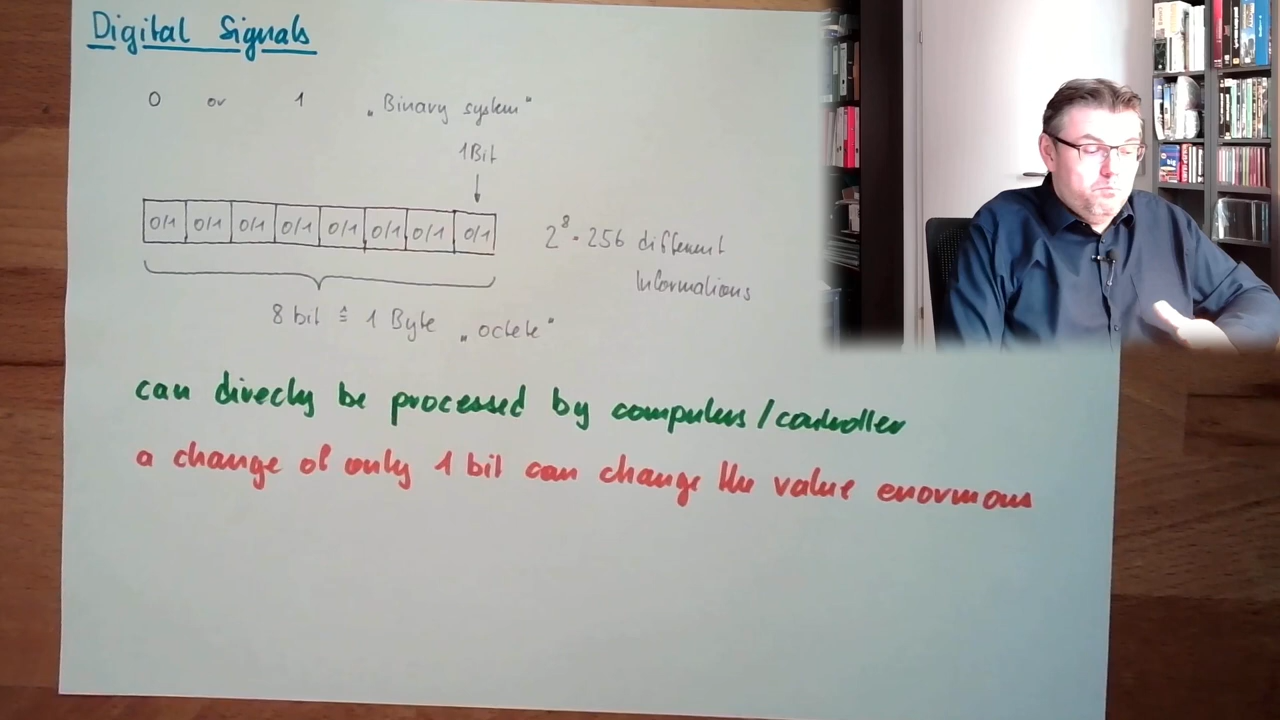 Digital Signals
0 or 1 „Binary system"
1 Bit
0/1 0/1 0/1 0/1 0/1 0/1 0/1 0/1
2⁸ = 256 different
Informations
8 bit ≙ 1 Byte „octete"
can direcly be processed by computers / controller
a change of only 1 bit can change the value enormous